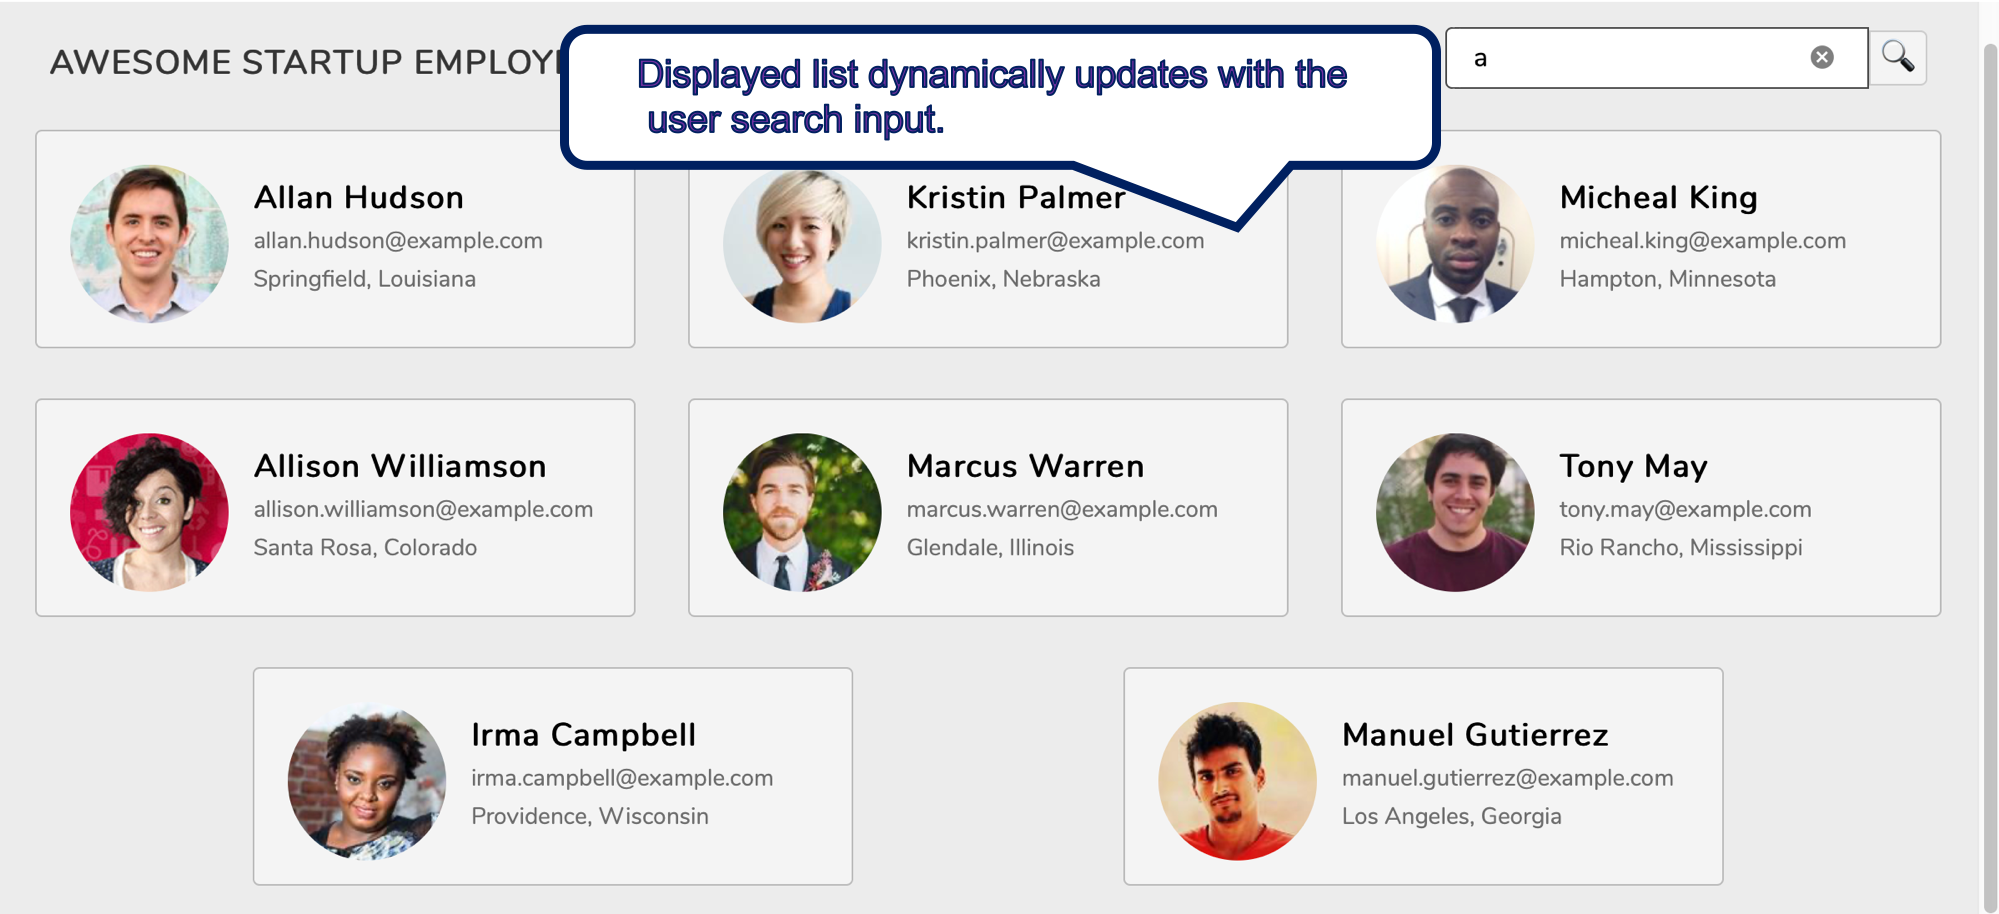 AWESOME STARTUP EMPLOY
Displayed list dynamically updates with the
user search input.
a
Allan Hudson
allan.hudson@example.com
Springfield, Louisiana
Kristin Palmer
kristin.palmer@example.com
Phoenix, Nebraska
Micheal King
micheal.king@example.com
Hampton, Minnesota
Allison Williamson
allison.williamson@example.com
Santa Rosa, Colorado
Marcus Warren
marcus.warren@example.com
Glendale, Illinois
Tony May
tony.may@example.com
Rio Rancho, Mississippi
Irma Campbell
irma.campbell@example.com
Providence, Wisconsin
Manuel Gutierrez
manuel.gutierrez@example.com
Los Angeles, Georgia